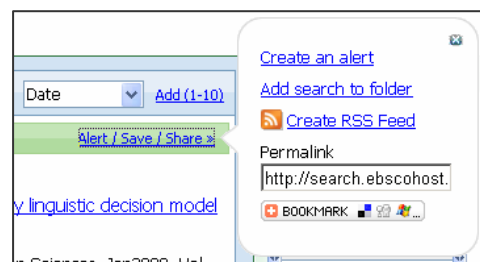 Date
Add (1-10)
Alert / Save / Share »
y linguistic decision model
Create an alert
Add search to folder
Create RSS Feed
Permalink
http://search.ebscohost.
BOOKMARK